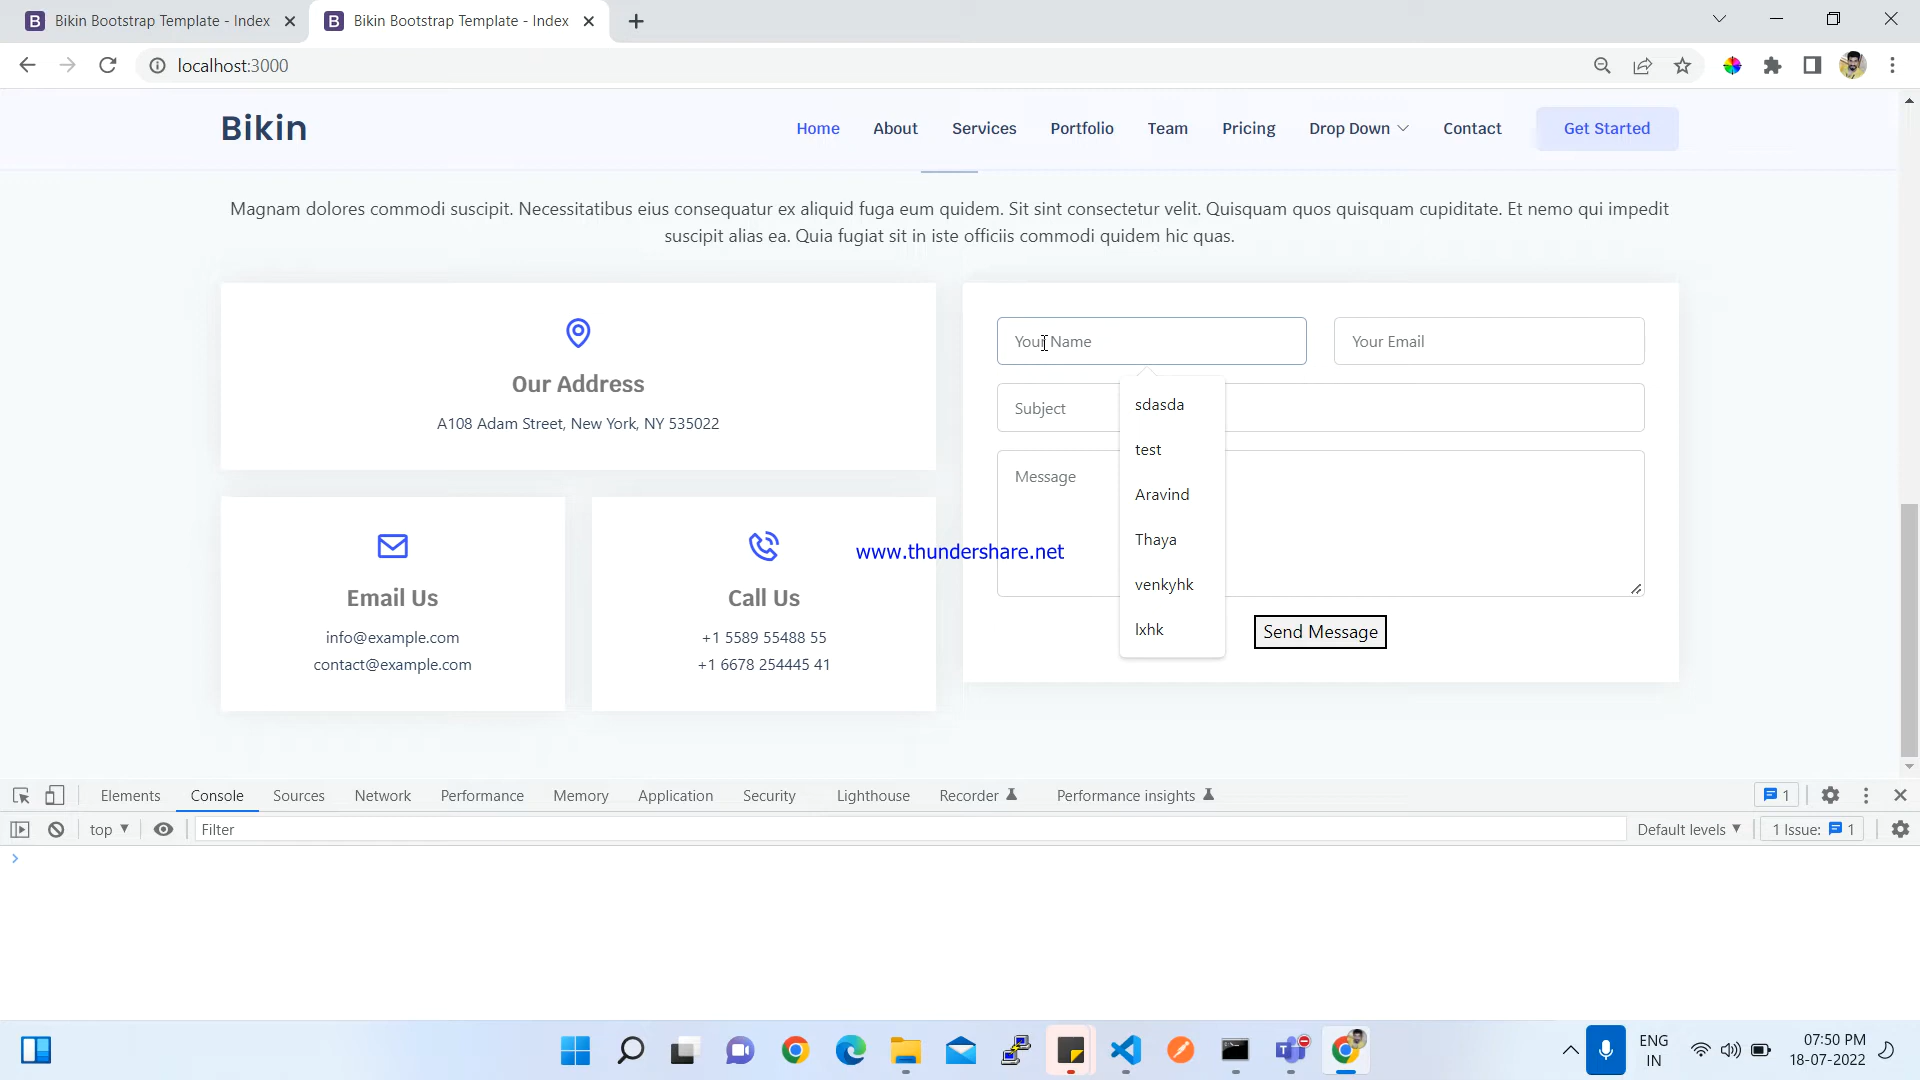 Bikin Bootstrap Template - Index
Bikin Bootstrap Template - Index
localhost:3000
Bikin
Home
About
Services
Portfolio
Team
Pricing
Drop Down
Contact
Get Started
Magnam dolores commodi suscipit. Necessitatibus eius consequatur ex aliquid fuga eum quidem. Sit sint consectetur velit. Quisquam quos quisquam cupiditate. Et nemo qui impedit
suscipit alias ea. Quia fugiat sit in iste officiis commodi quidem hic quas.
Our Address
A108 Adam Street, New York, NY 535022
Email Us
info@example.com
contact@example.com
Call Us
+1 5589 55488 55
+1 6678 254445 41
Your Name
Your Email
Subject
Message
sdasda
test
Aravind
Thaya
venkyhk
lxhk
Send Message
www.thundershare.net
Elements
Console
Sources
Network
Performance
Memory
Application
Security
Lighthouse
Recorder
Performance insights
1
top
Filter
Default levels
1 Issue: 1
ENG
IN
07:50 PM
18-07-2022